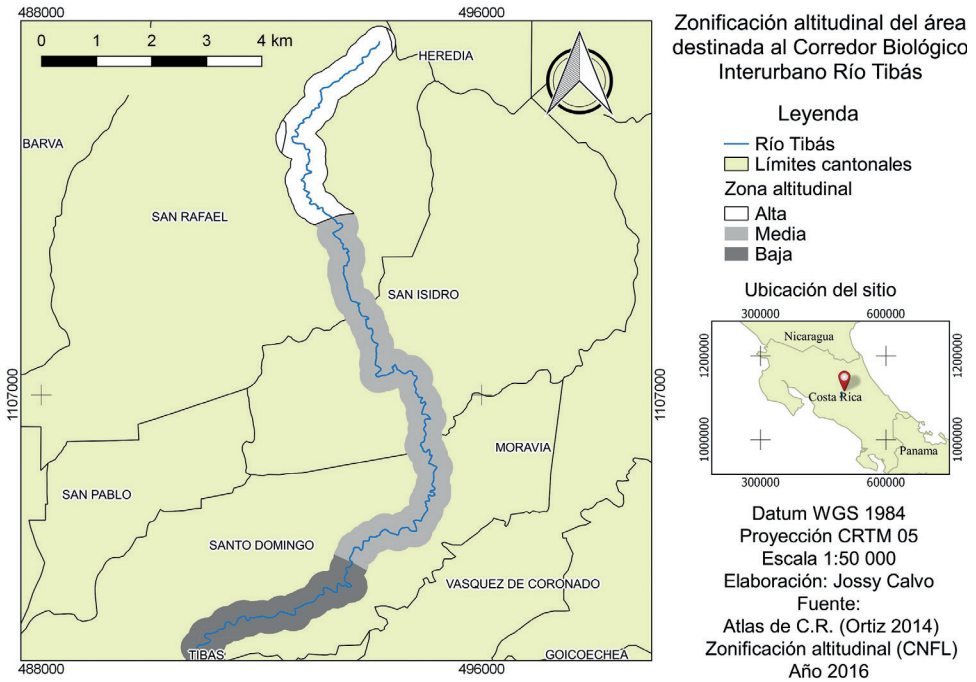 488000
496000
0 1 2 3 4 km
HEREDIA
BARVA
SAN RAFAEL
SAN ISIDRO
1107000
1107000
MORAVIA
SAN PABLO
SANTO DOMINGO
VASQUEZ DE CORONADO
TIBAS
GOICOECHEA
488000
496000
Zonificación altitudinal del área
destinada al Corredor Biológico
Interurbano Río Tibás
Leyenda
Río Tibás
Límites cantonales
Zona altitudinal
Alta
Media
Baja
Ubicación del sitio
300000
600000
Nicaragua
1200000
1200000
Costa Rica
1000000
1000000
Panama
300000
600000
Datum WGS 1984
Proyección CRTM 05
Escala 1:50 000
Elaboración: Jossy Calvo
Fuente:
Atlas de C.R. (Ortiz 2014)
Zonificación altitudinal (CNFL)
Año 2016